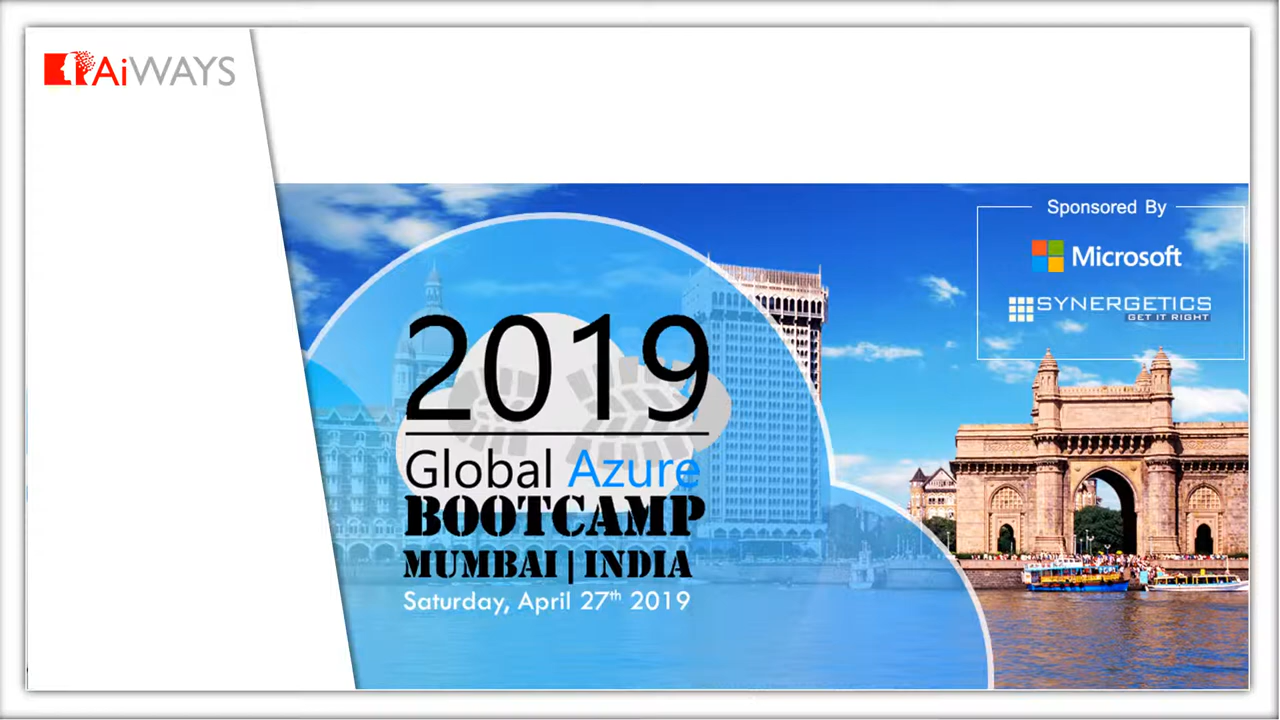 AiWAYS
Sponsored By
Microsoft
SYNERGETICS
GET IT RIGHT
2019
Global Azure
BOOTCAMP
MUMBAI | INDIA
Saturday, April 27th 2019